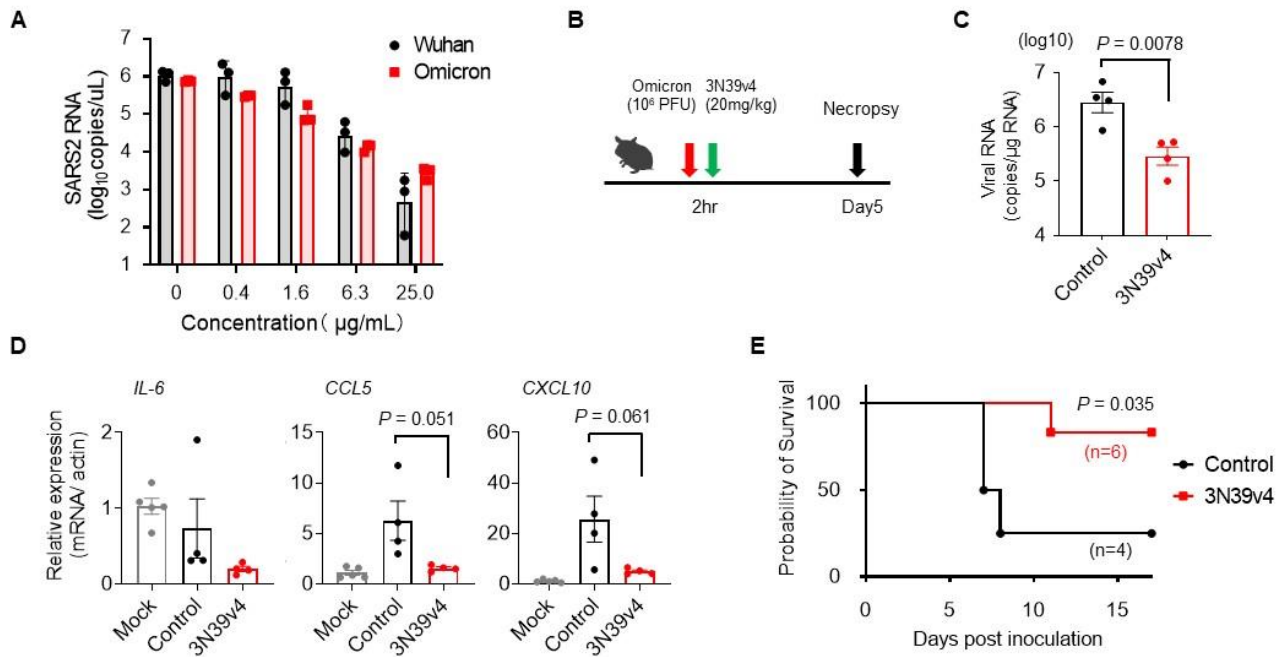 A
7
6
5
4
3
2
1
SARS2 RNA
(log10 copies/uL)
Wuhan
Omicron
0
0.4
1.6
6.3
25.0
Concentration( µg/mL)
B
Omicron
(10⁶ PFU)
3N39v4
(20mg/kg)
Necropsy
2hr
Day5
C
(log10)
P = 0.0078
7
6
5
4
Viral RNA
(copies/µg RNA)
Control
3N39v4
D
Relative expression
(mRNA/ actin)
IL-6
2
1
0
Mock
Control
3N39v4
CCL5
P = 0.051
15
10
5
0
Mock
Control
3N39v4
CXCL10
P = 0.061
60
40
20
0
Mock
Control
3N39v4
E
Probability of Survival
100
50
0
P = 0.035
(n=6)
(n=4)
Control
3N39v4
0
5
10
15
Days post inoculation